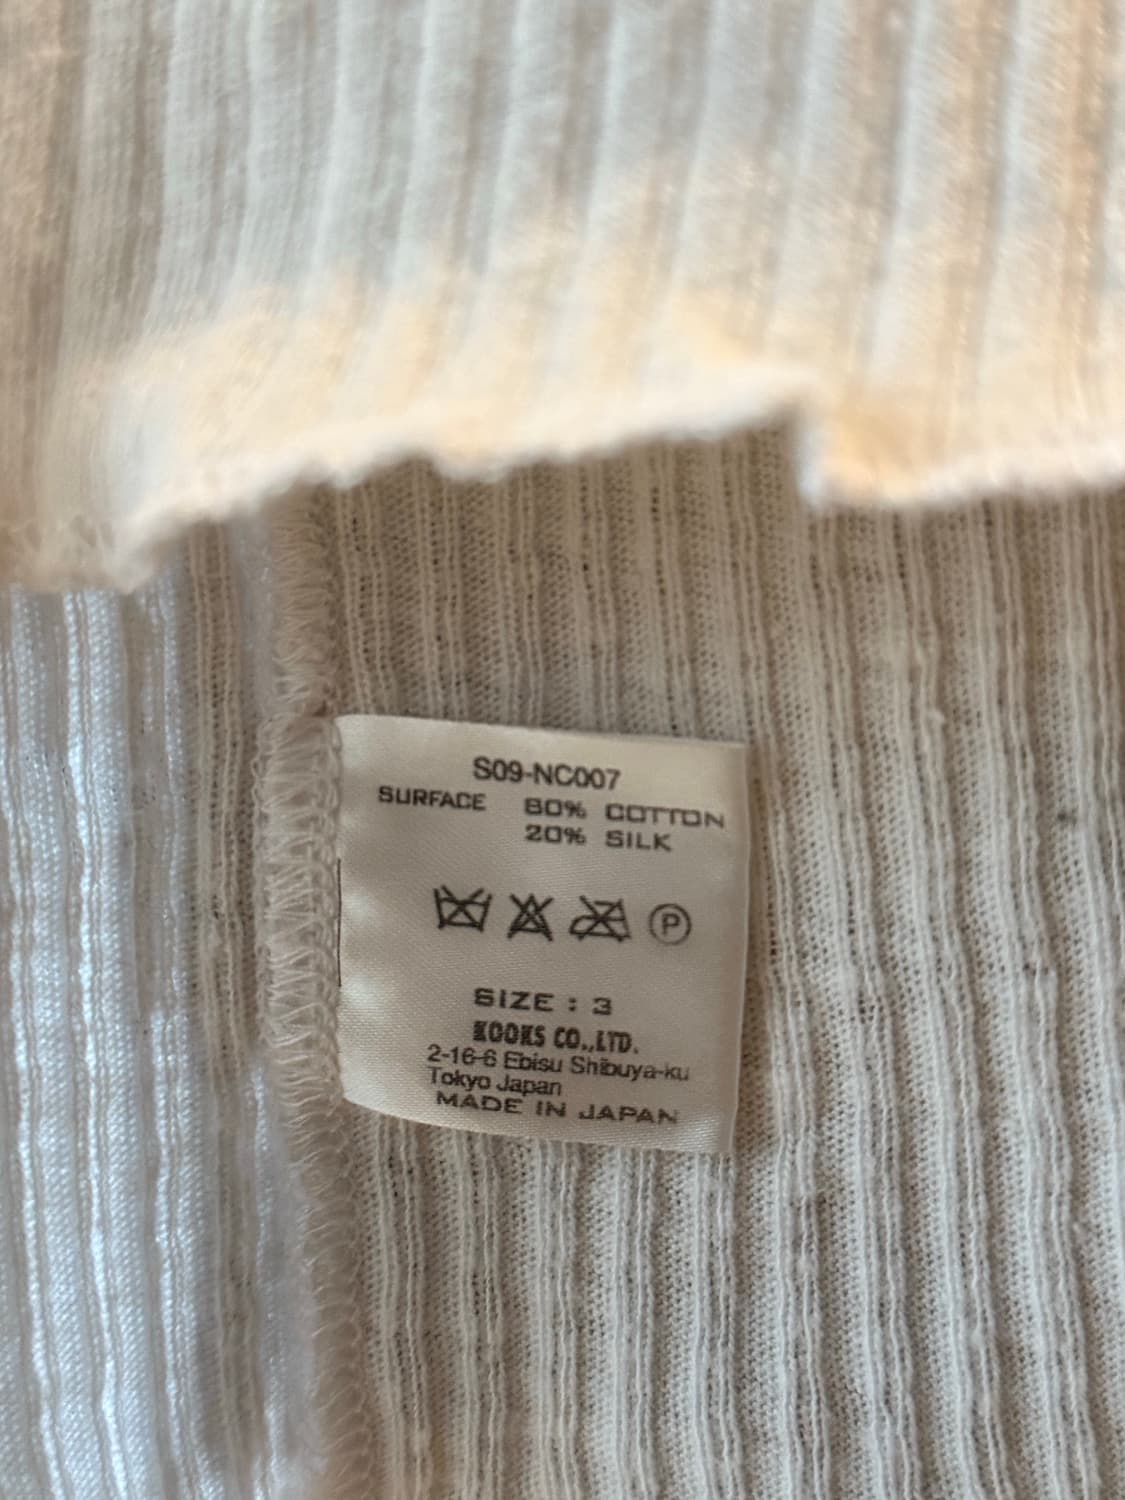 S09-NC007
SURFACE 80% COTTON
20% SILK
P
SIZE : 3
KOOKS CO.,LTD.
2-16-6 Ebisu Shibuya-ku
Tokyo Japan
MADE IN JAPAN